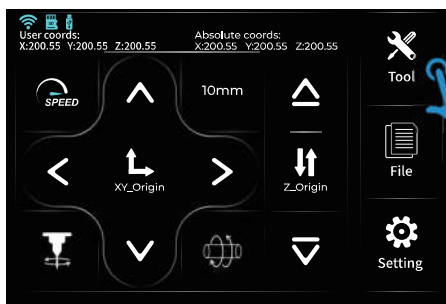 User coords:
X:200.55 Y:200.55 Z:200.55
Absolute coords:
X:200.55 Y:200.55 Z:200.55
SPEED
10mm
XY_Origin
Z_Origin
Tool
File
Setting